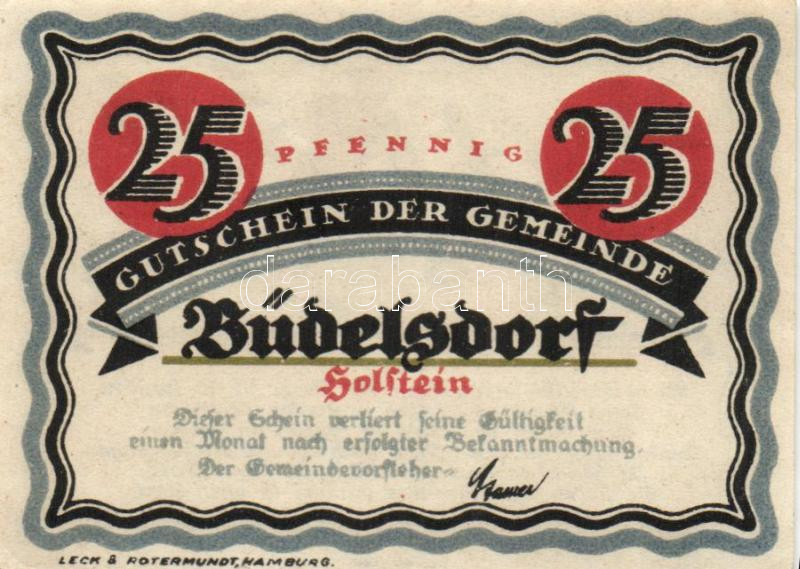 25 PFENNIG 25
GUTSCHEIN DER GEMEINDE
darabanth
Büdelsdorf
Holstein
Dieser Schein verliert seine Gültigkeit
einen Monat nach erfolgter Bekanntmachung.
Der Gemeindevorsteher
LECK & ROTERMUNDT, HAMBURG.